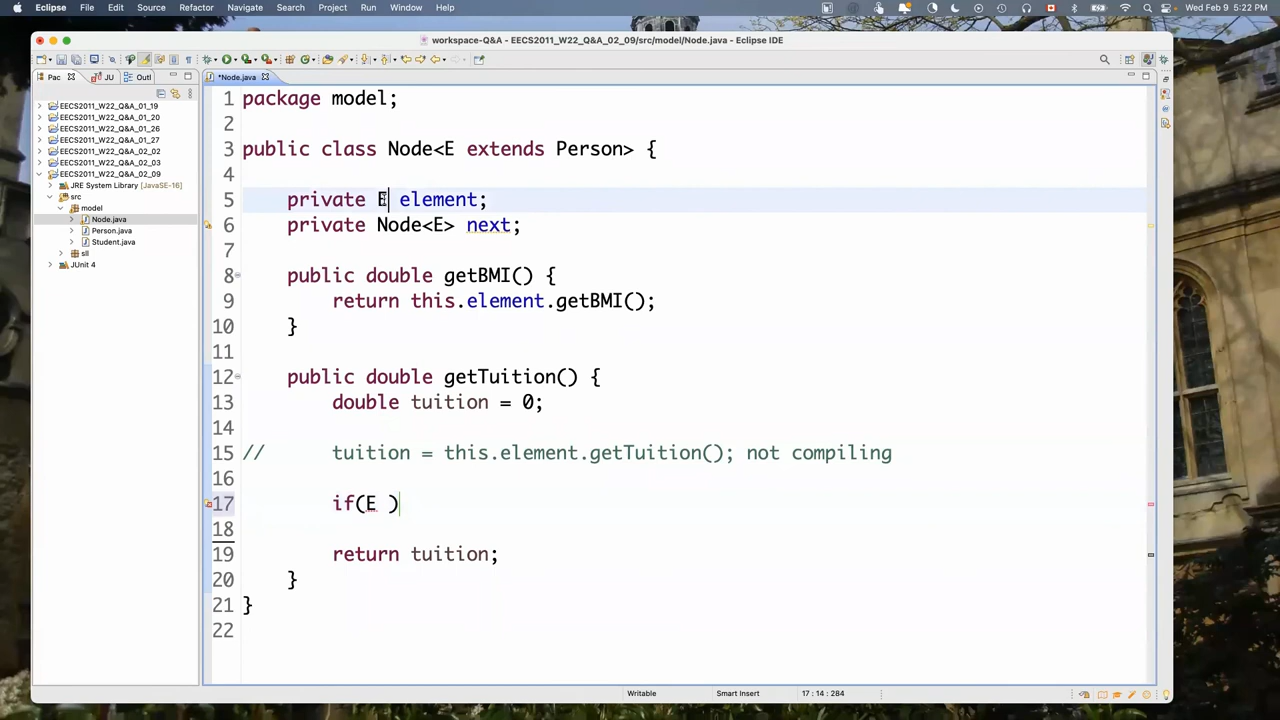 Eclipse File Edit Source Refactor Navigate Search Project Run Window Help Wed Feb 9 5:22 PM
workspace-Q&A - EECS2011_W22_Q&A_02_09/src/model/Node.java - Eclipse IDE
Pac JU Outl *Node.java
EECS2011_W22_Q&A_01_19
EECS2011_W22_Q&A_01_20
EECS2011_W22_Q&A_01_26
EECS2011_W22_Q&A_01_27
EECS2011_W22_Q&A_02_02
EECS2011_W22_Q&A_02_03
EECS2011_W22_Q&A_02_09
JRE System Library [JavaSE-16]
src
model
Node.java
Person.java
Student.java
sll
JUnit 4
1 package model;
2
3 public class Node<E extends Person> {
4
5 private E element;
6 private Node<E> next;
7
8 public double getBMI() {
9 return this.element.getBMI();
10 }
11
12 public double getTuition() {
13 double tuition = 0;
14
15 // tuition = this.element.getTuition(); not compiling
16
17 if(E )
18
19 return tuition;
20 }
21 }
22
Writable Smart Insert 17 : 14 : 284